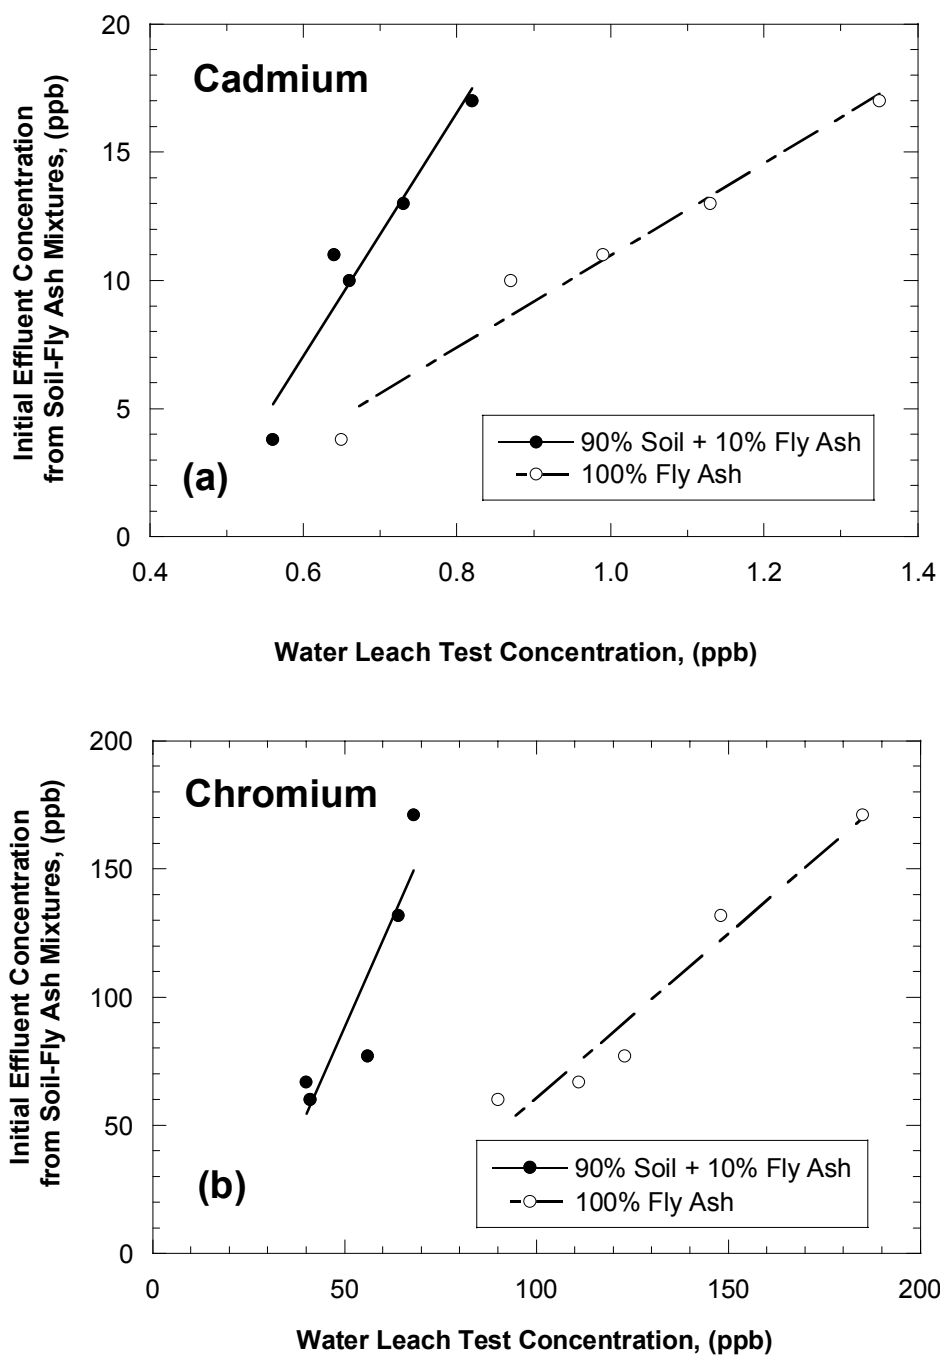 Cadmium
Initial Effluent Concentration
from Soil-Fly Ash Mixtures, (ppb)
20
15
10
5
0
(a)
90% Soil + 10% Fly Ash
100% Fly Ash
0.4 0.6 0.8 1.0 1.2 1.4
Water Leach Test Concentration, (ppb)
Chromium
Initial Effluent Concentration
from Soil-Fly Ash Mixtures, (ppb)
200
150
100
50
0
(b)
90% Soil + 10% Fly Ash
100% Fly Ash
0 50 100 150 200
Water Leach Test Concentration, (ppb)